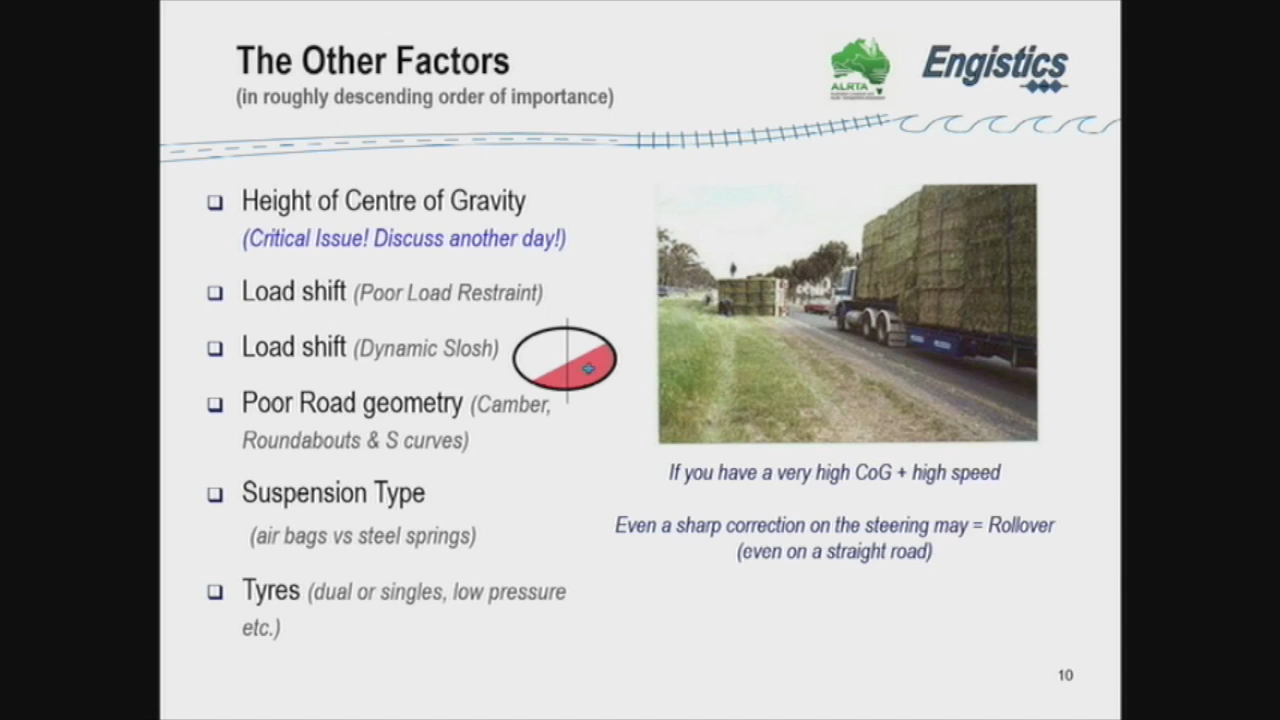 The Other Factors
(in roughly descending order of importance)
ALRTA
Engistics
Height of Centre of Gravity
(Critical Issue! Discuss another day!)
Load shift (Poor Load Restraint)
Load shift (Dynamic Slosh)
Poor Road geometry (Camber,
Roundabouts & S curves)
Suspension Type
(air bags vs steel springs)
Tyres (dual or singles, low pressure
etc.)
If you have a very high CoG + high speed
Even a sharp correction on the steering may = Rollover
(even on a straight road)
10